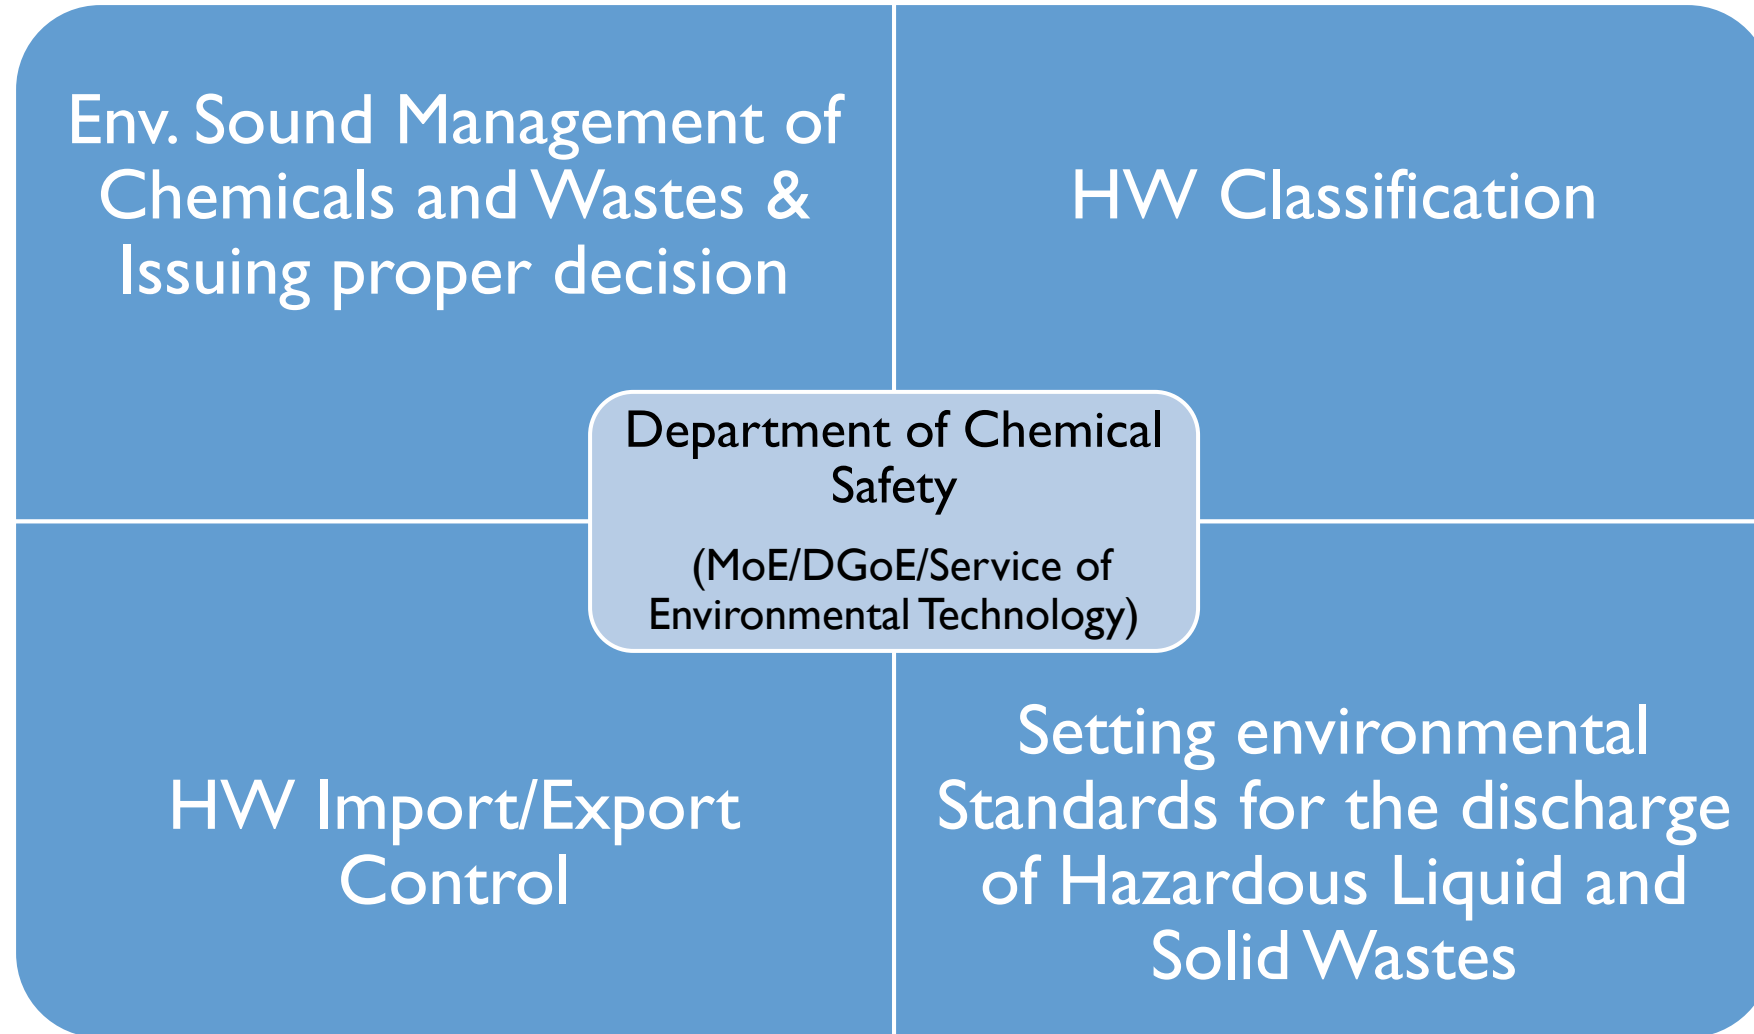 Env. Sound Management of
Chemicals and Wastes &
Issuing proper decision
HW Classification
Department of Chemical
Safety
(MoE/DGoE/Service of
Environmental Technology)
HW Import/Export
Control
Setting environmental
Standards for the discharge
of Hazardous Liquid and
Solid Wastes